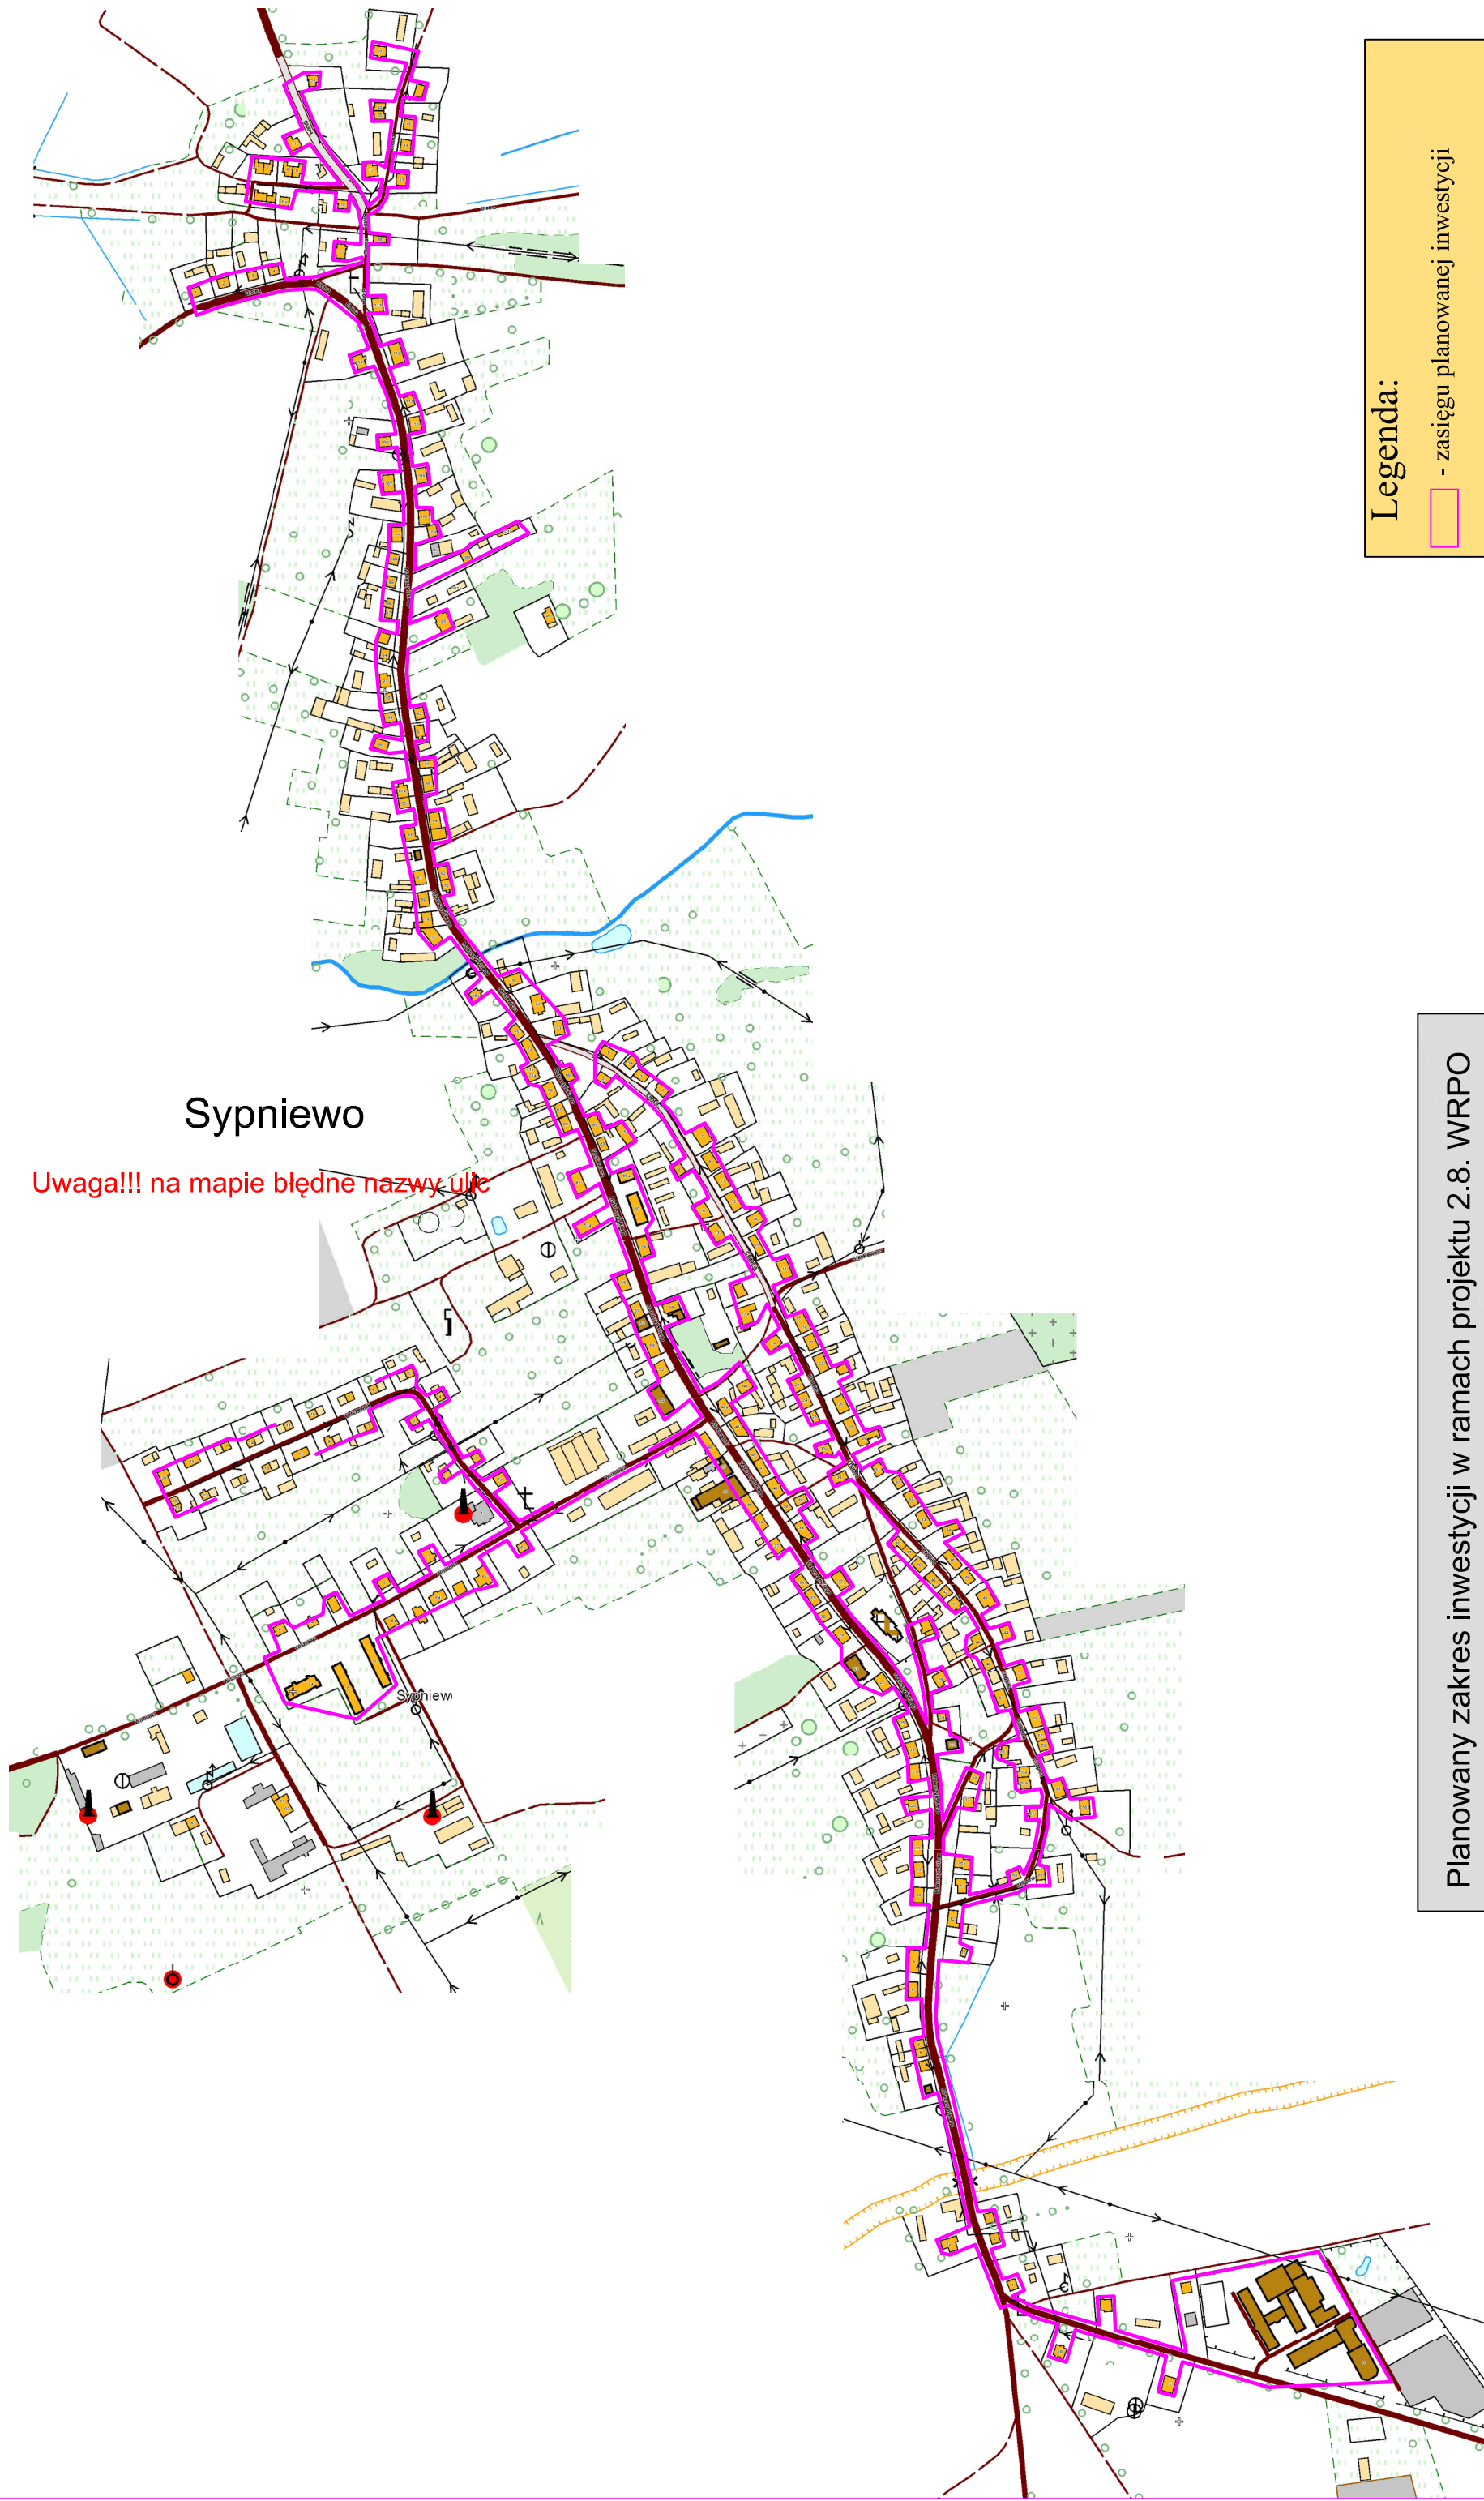 Sypniewo
Uwaga!!! na mapie błędne nazwy ulic
Legenda:
- zasięgu planowanej inwestycji
Planowany zakres inwestycji w ramach projektu 2.8. WRPO